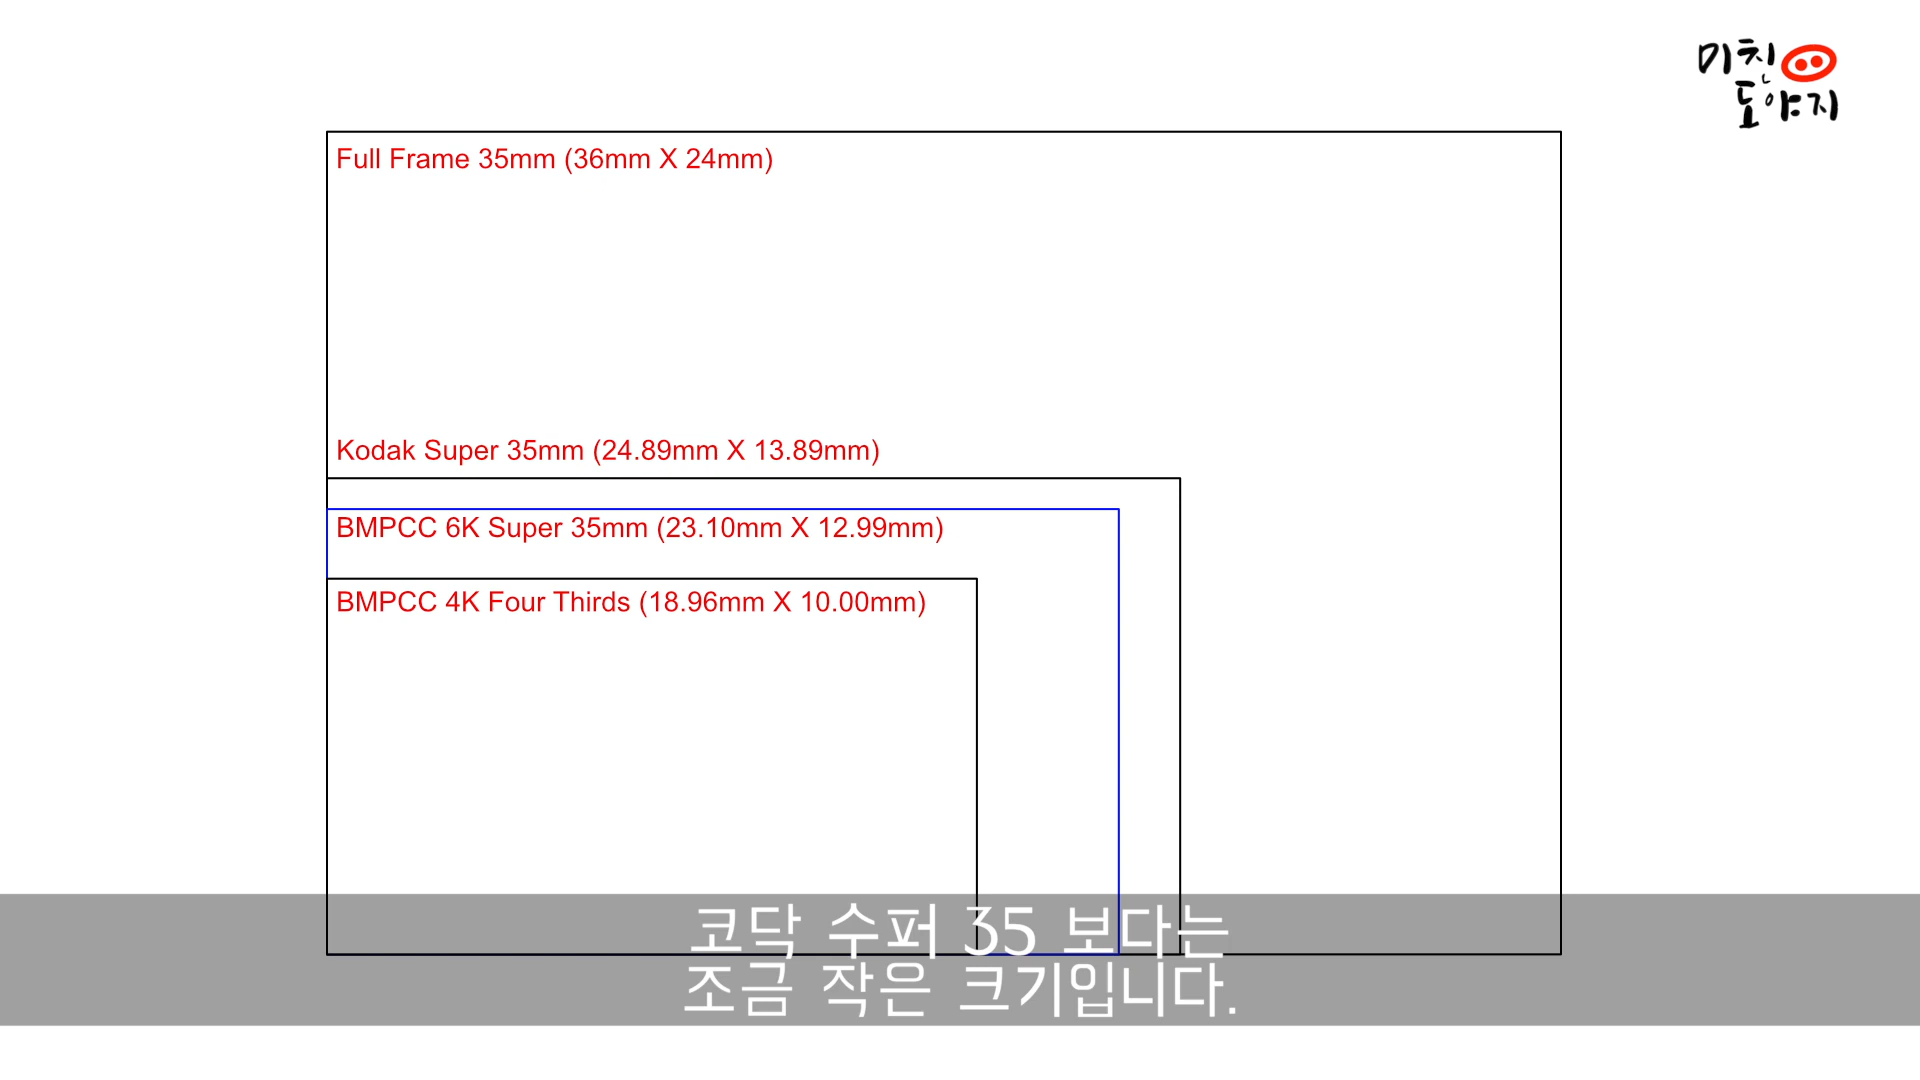 미친
도야지
Full Frame 35mm (36mm X 24mm)
Kodak Super 35mm (24.89mm X 13.89mm)
BMPCC 6K Super 35mm (23.10mm X 12.99mm)
BMPCC 4K Four Thirds (18.96mm X 10.00mm)
코닥 수퍼 35 보다는
조금 작은 크기입니다.